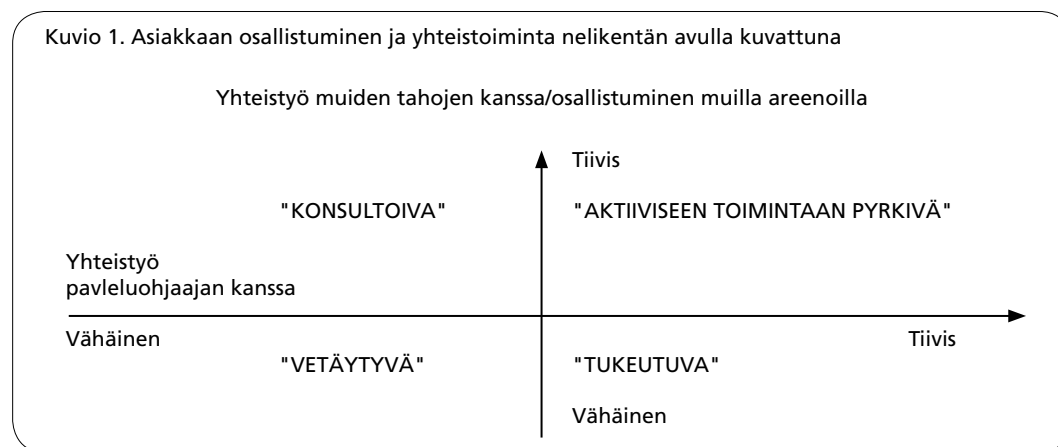 Kuvio 1. Asiakkaan osallistuminen ja yhteistoiminta nelikentän avulla kuvattuna
Yhteistyö muiden tahojen kanssa/osallistuminen muilla areenoilla
Tiivis
"KONSULTOIVA" "AKTIIVISEEN TOIMINTAAN PYRKIVÄ"
Yhteistyö
pavleluohjaajan kanssa
Vähäinen Tiivis
"VETÄYTYVÄ" "TUKEUTUVA"
Vähäinen